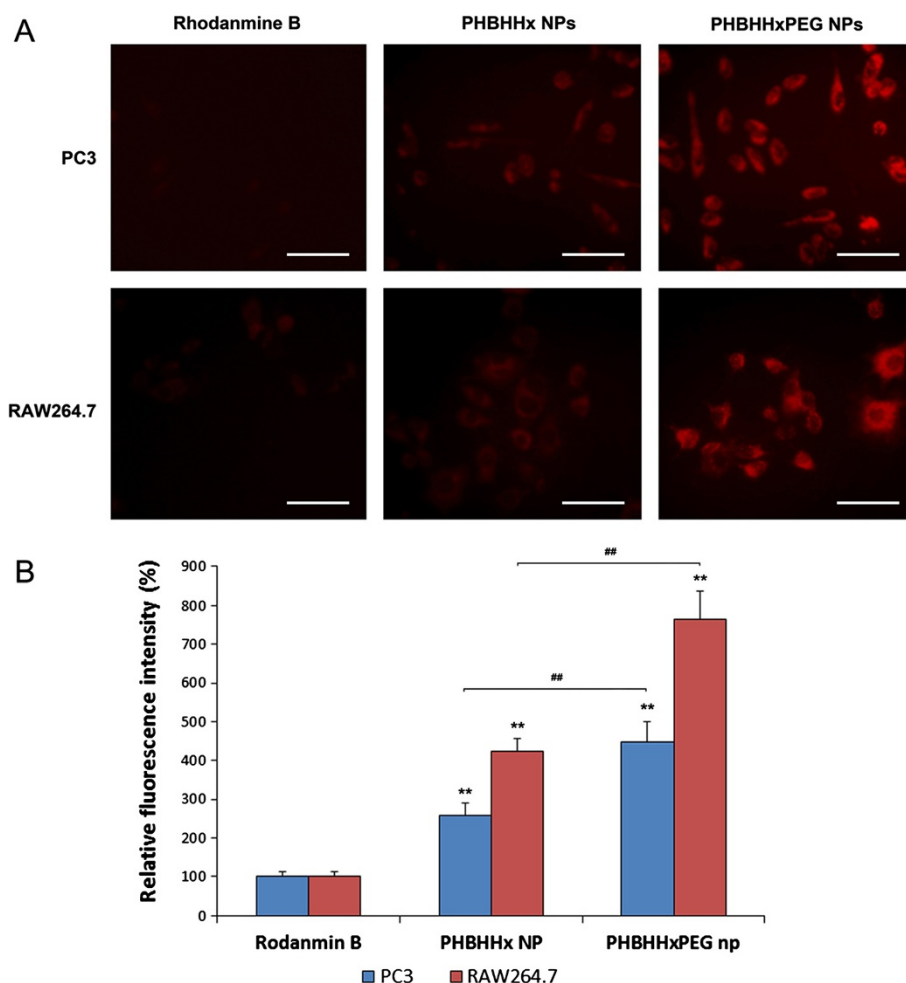 A
Rhodanmine B
PHBHHx NPs
PHBHHxPEG NPs
PC3
RAW264.7
B
Relative fluorescence intensity (%)
900
800
700
600
500
400
300
200
100
0
##
##
**
**
**
**
Rodanmin B
PHBHHx NP
PHBHHxPEG np
PC3
RAW264.7